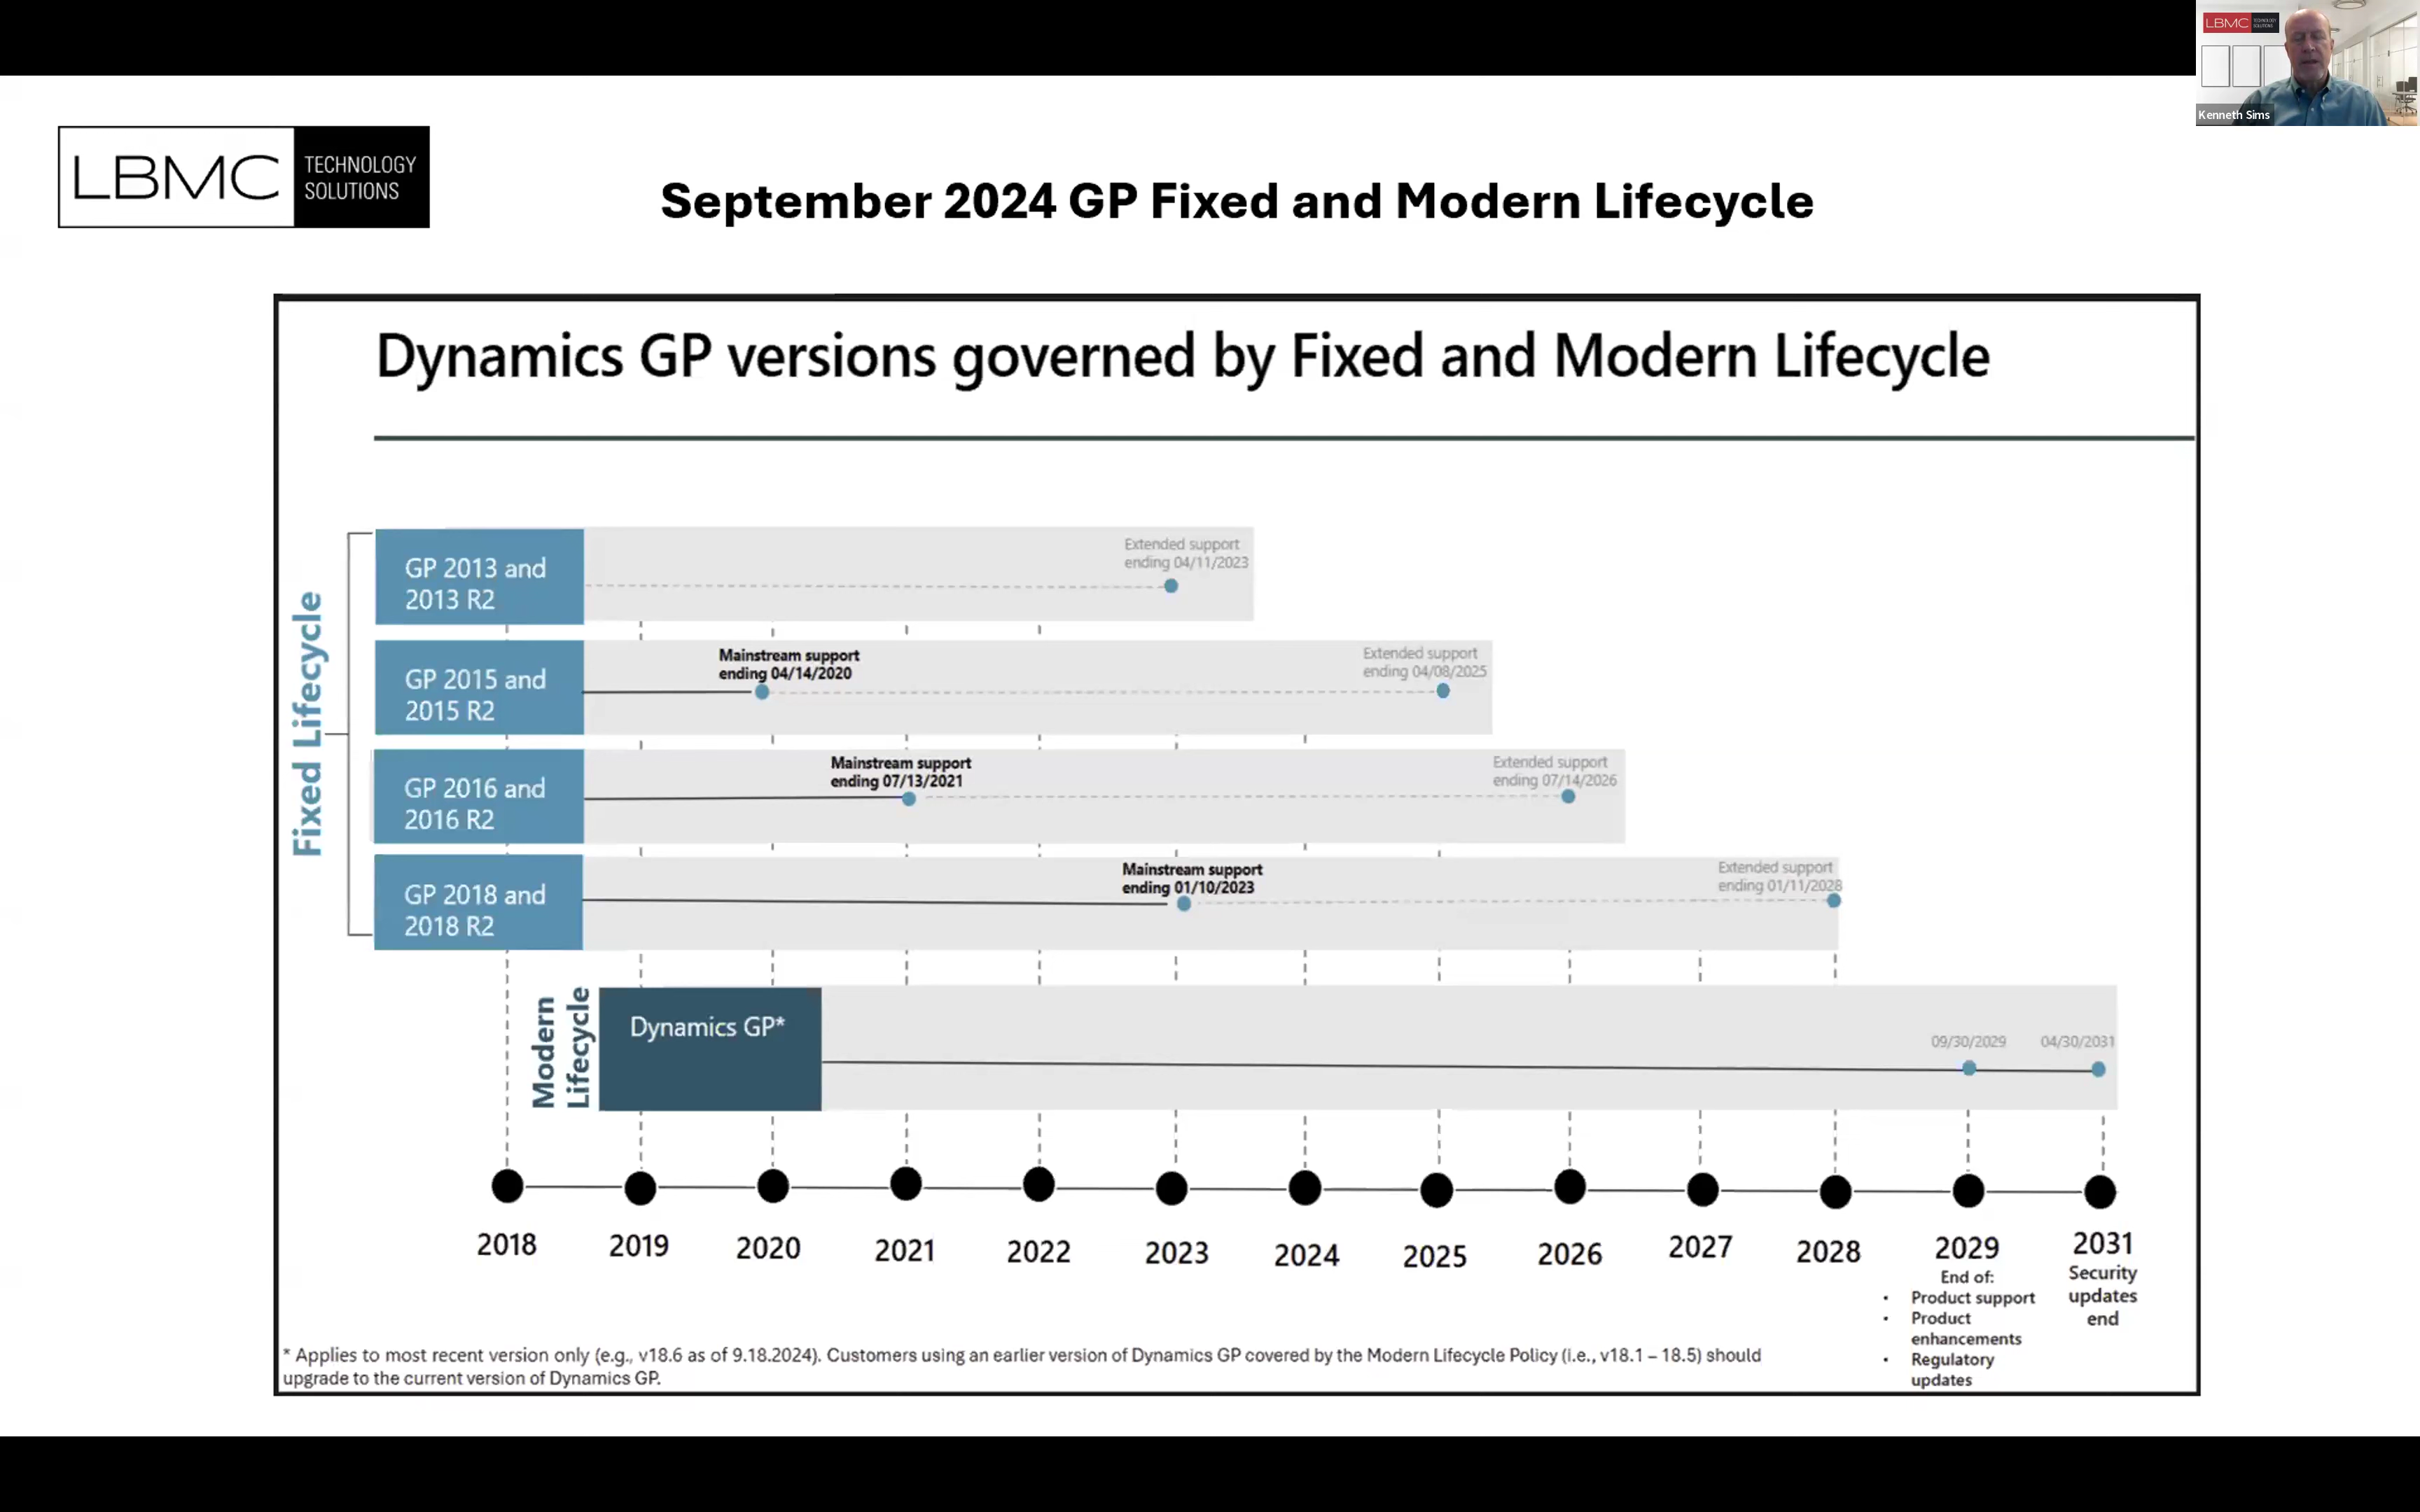 LBMC TECHNOLOGY
SOLUTIONS
Kenneth Sims
LBMC
TECHNOLOGY
SOLUTIONS
September 2024 GP Fixed and Modern Lifecycle
Dynamics GP versions governed by Fixed and Modern Lifecycle
Fixed Lifecycle
GP 2013 and
2013 R2
Extended support
ending 04/11/2023
GP 2015 and
2015 R2
Mainstream support
ending 04/14/2020
Extended support
ending 04/08/2025
GP 2016 and
2016 R2
Mainstream support
ending 07/13/2021
Extended support
ending 07/14/2026
GP 2018 and
2018 R2
Mainstream support
ending 01/10/2023
Extended support
ending 01/11/2028
Modern
Lifecycle
Dynamics GP*
09/30/2029
04/30/2031
2018
2019
2020
2021
2022
2023
2024
2025
2026
2027
2028
2029
End of:
• Product support
• Product
enhancements
• Regulatory
updates
2031
Security
updates
end
* Applies to most recent version only (e.g., v18.6 as of 9.18.2024). Customers using an earlier version of Dynamics GP covered by the Modern Lifecycle Policy (i.e., v18.1 – 18.5) should
upgrade to the current version of Dynamics GP.